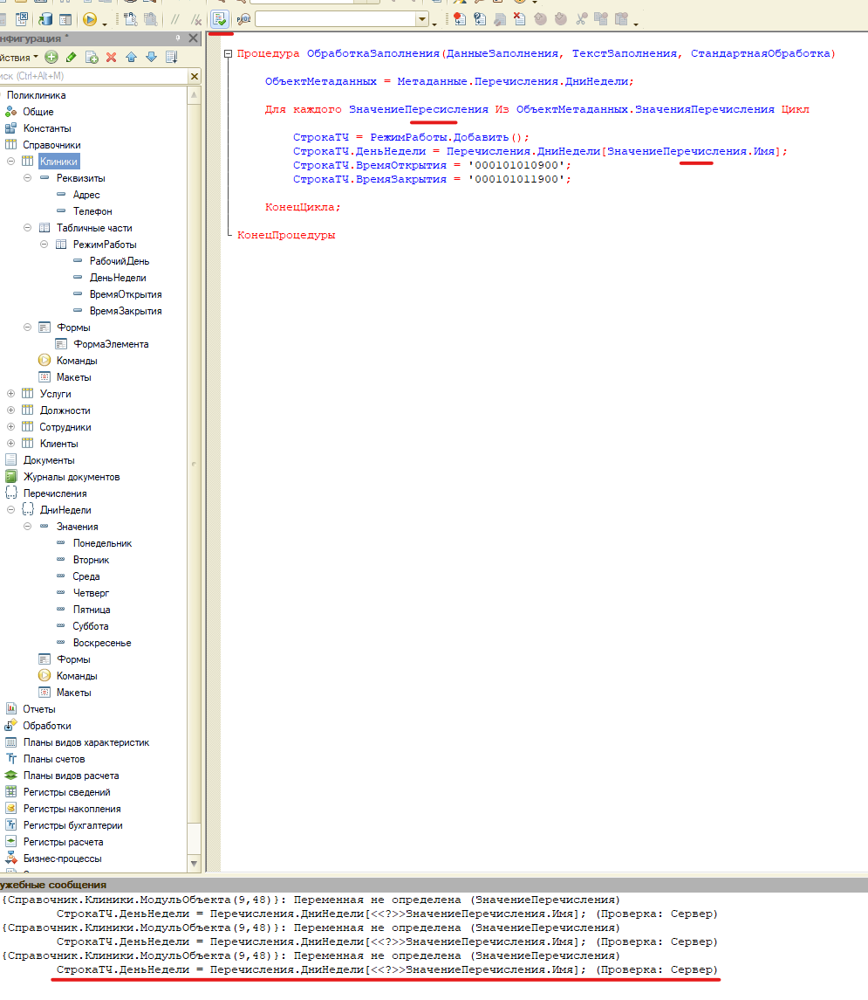 нфигурация *
йствия
иск (Ctrl+Alt+M)
Поликлиника
Общие
Константы
Справочники
Клиники
Реквизиты
Адрес
Телефон
Табличные части
РежимРаботы
РабочийДень
ДеньНедели
ВремяОткрытия
ВремяЗакрытия
Формы
ФормаЭлемента
Команды
Макеты
Услуги
Должности
Сотрудники
Клиенты
Документы
Журналы документов
Перечисления
ДниНедели
Значения
Понедельник
Вторник
Среда
Четверг
Пятница
Суббота
Воскресенье
Формы
Команды
Макеты
Отчеты
Обработки
Планы видов характеристик
Планы счетов
Планы видов расчета
Регистры сведений
Регистры накопления
Регистры бухгалтерии
Регистры расчета
Бизнес-процессы
Процедура ОбработкаЗаполнения(ДанныеЗаполнения, ТекстЗаполнения, СтандартнаяОбработка)
ОбъектМетаданных = Метаданные.Перечисления.ДниНедели;
Для каждого ЗначениеПересисления Из ОбъектМетаданных.ЗначенияПеречисления Цикл
СтрокаТЧ = РежимРаботы.Добавить();
СтрокаТЧ.ДеньНедели = Перечисления.ДниНедели[ЗначениеПеречисления.Имя];
СтрокаТЧ.ВремяОткрытия = '000101010900';
СтрокаТЧ.ВремяЗакрытия = '000101011900';
КонецЦикла;
КонецПроцедуры
ужебные сообщения
{Справочник.Клиники.МодульОбъекта(9,48)}: Переменная не определена (ЗначениеПеречисления)
СтрокаТЧ.ДеньНедели = Перечисления.ДниНедели[<<?>>ЗначениеПеречисления.Имя]; (Проверка: Сервер)
{Справочник.Клиники.МодульОбъекта(9,48)}: Переменная не определена (ЗначениеПеречисления)
СтрокаТЧ.ДеньНедели = Перечисления.ДниНедели[<<?>>ЗначениеПеречисления.Имя]; (Проверка: Сервер)
{Справочник.Клиники.МодульОбъекта(9,48)}: Переменная не определена (ЗначениеПеречисления)
СтрокаТЧ.ДеньНедели = Перечисления.ДниНедели[<<?>>ЗначениеПеречисления.Имя]; (Проверка: Сервер)